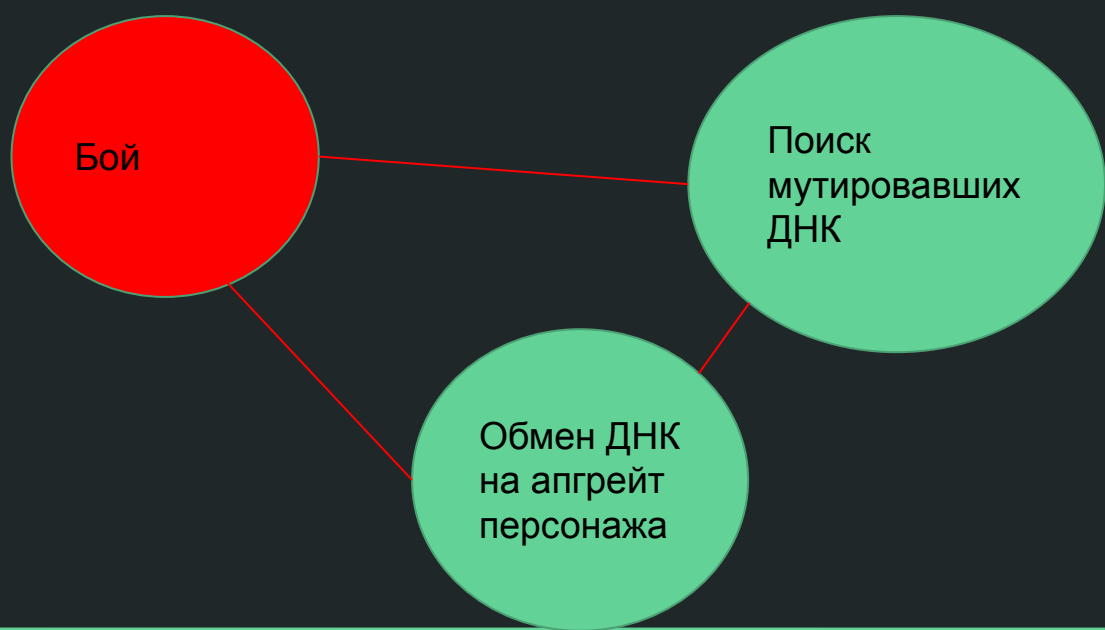 Бой
Поиск
мутировавших
ДНК
Обмен ДНК
на апгрейт
персонажа